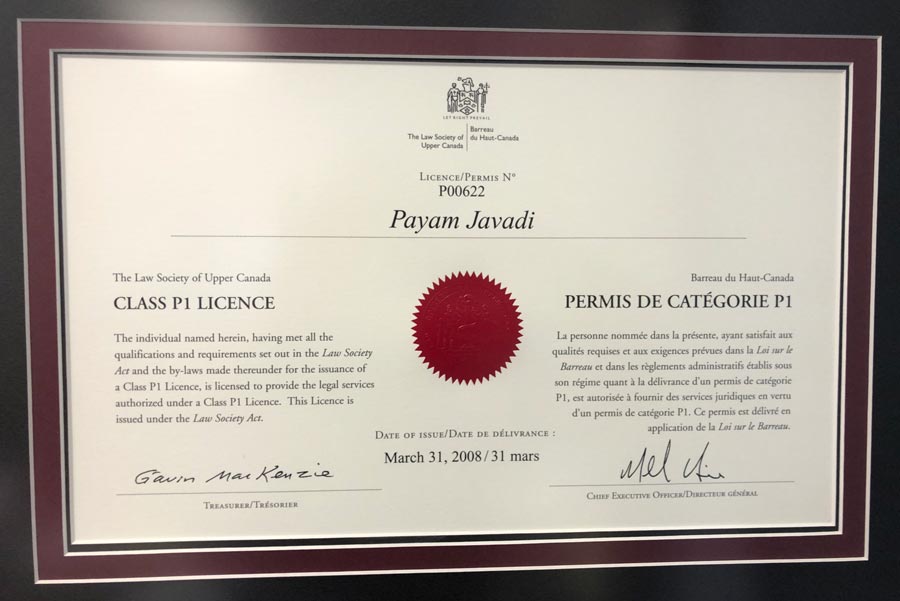 LET RIGHT PREVAIL
The Law Society of
Upper Canada
Barreau
du Haut-Canada
LICENCE/PERMIS Nº
P00622
Payam Javadi
The Law Society of Upper Canada
CLASS P1 LICENCE
The individual named herein, having met all the
qualifications and requirements set out in the Law Society
Act and the by-laws made thereunder for the issuance of
a Class P1 Licence, is licensed to provide the legal services
authorized under a Class P1 Licence. This Licence is
issued under the Law Society Act.
Barreau du Haut-Canada
PERMIS DE CATÉGORIE P1
La personne nommée dans la présente, ayant satisfait aux
qualités requises et aux exigences prévues dans la Loi sur le
Barreau et dans les règlements administratifs établis sous
son régime quant à la délivrance d'un permis de catégorie
P1, est autorisée à fournir des services juridiques en vertu
d'un permis de catégorie P1. Ce permis est délivré en
application de la Loi sur le Barreau.
DATE OF ISSUE/DATE DE DÉLIVRANCE :
March 31, 2008/31 mars
Gavin MacKenzie
TREASURER/TRÉSORIER
CHIEF EXECUTIVE OFFICER/DIRECTEUR GÉNÉRAL